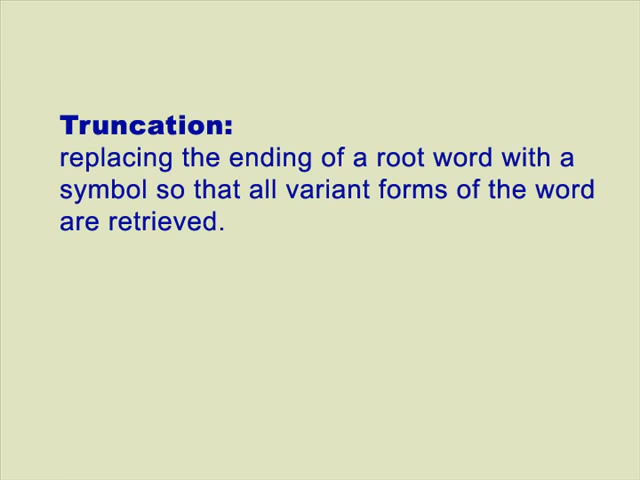 Truncation:
replacing the ending of a root word with a
symbol so that all variant forms of the word
are retrieved.